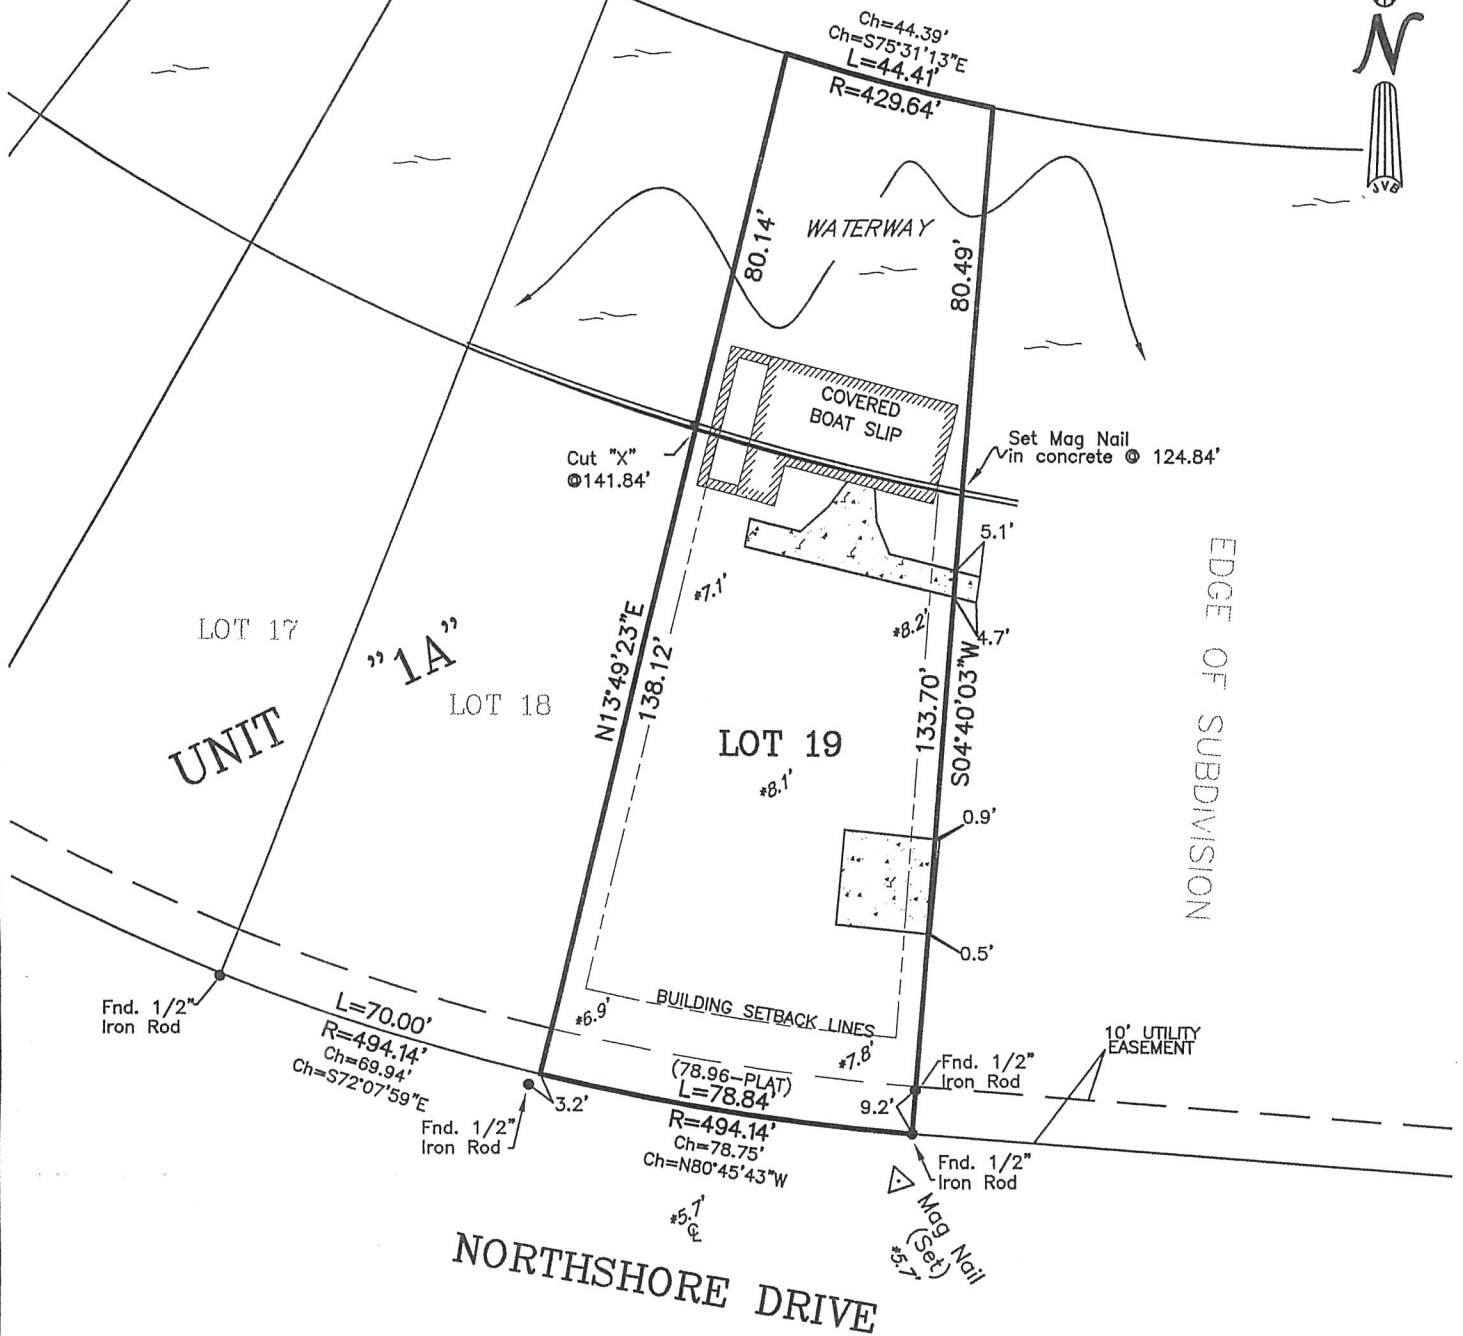 Ch=44.39'
Ch=S75°31'13"E
L=44.41'
R=429.64'
N
JVB
80.14'
WATERWAY
80.49'
COVERED
BOAT SLIP
Cut "X"
@141.84'
Set Mag Nail
in concrete @ 124.84'
5.1'
*7.1'
*8.2'
4.7'
EDGE OF SUBDIVISION
LOT 17
"1A"
LOT 18
UNIT
N13°49'23"E
138.12'
LOT 19
*8.1'
133.70'
S04°40'03"W
0.9'
0.5'
Fnd. 1/2"
Iron Rod
L=70.00'
R=494.14'
Ch=69.94'
Ch=S72°07'59"E
*6.9'
BUILDING SETBACK LINES
*7.8'
10' UTILITY
EASEMENT
(78.96-PLAT)
L=78.84'
R=494.14'
Ch=78.75'
Ch=N80°45'43"W
3.2'
Fnd. 1/2"
Iron Rod
9.2'
Fnd. 1/2"
Iron Rod
Fnd. 1/2"
Iron Rod
Mag Nail
(Set)
*5.7'
*5.7'
℄
NORTHSHORE DRIVE